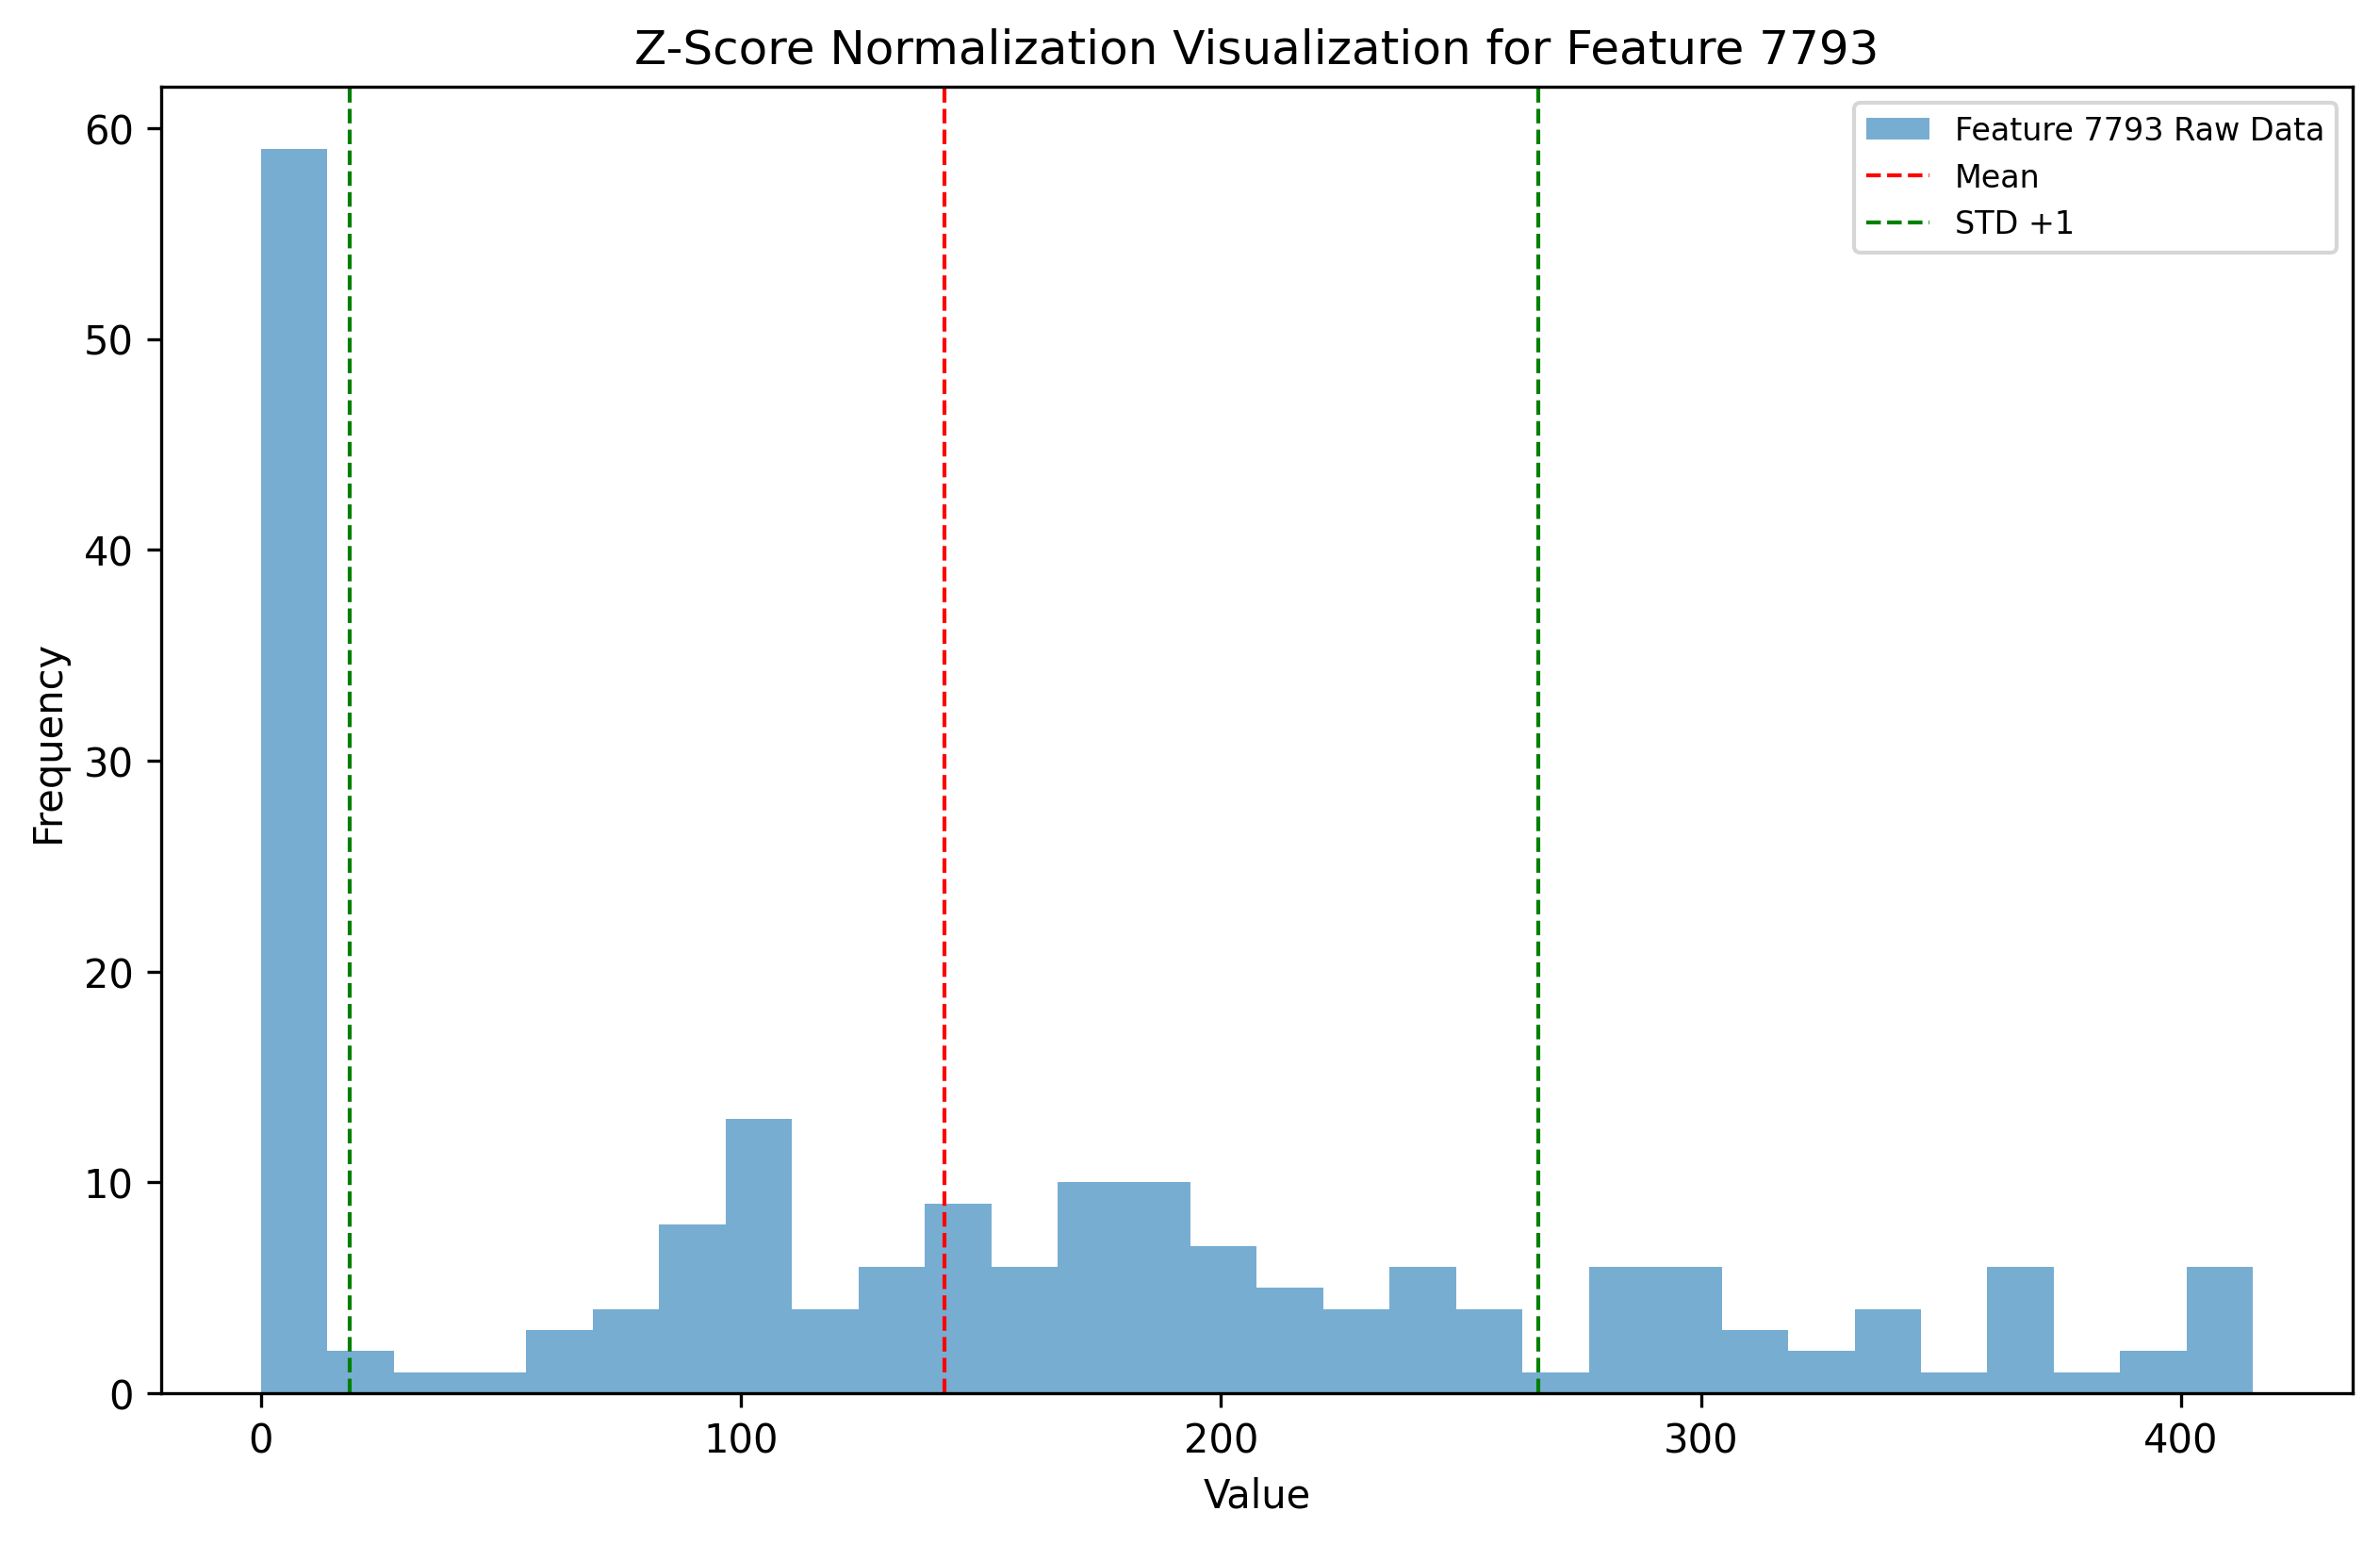 Z-Score Normalization Visualization for Feature 7793
Feature 7793 Raw Data
Mean
STD +1
60
50
40
30
20
10
0
Frequency
0 100 200 300 400
Value